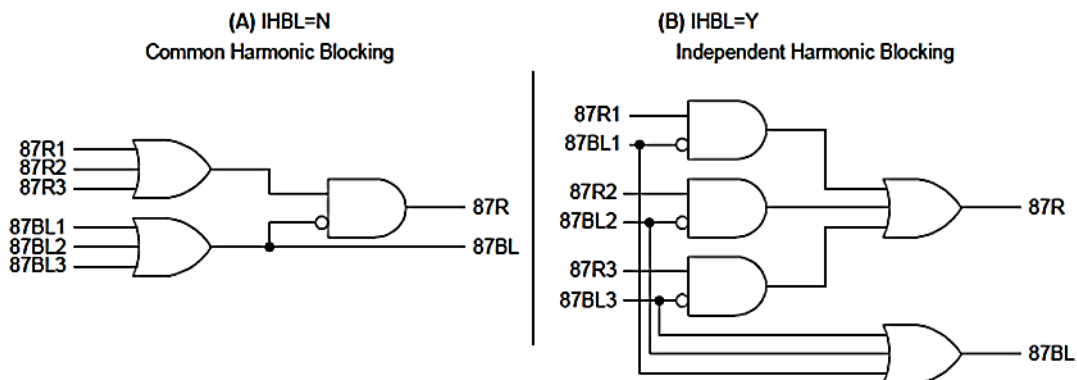 (A) IHBL=N
Common Harmonic Blocking
87R1
87R2
87R3
87BL1
87BL2
87BL3
87R
87BL
(B) IHBL=Y
Independent Harmonic Blocking
87R1
87BL1
87R2
87BL2
87R3
87BL3
87R
87BL